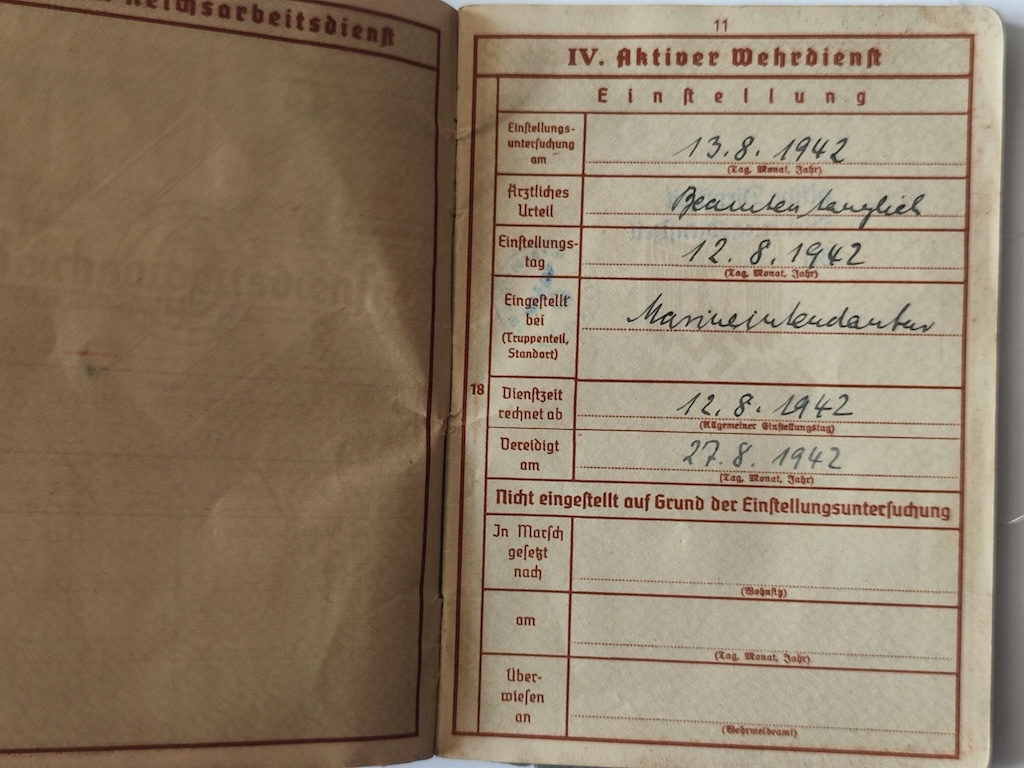 Reichsarbeitsdienst
11
IV. Aktiver Wehrdienst
Einstellung
Einstellungs-
untersuchung
am
13.8.1942
(Tag, Monat, Jahr)
Ärztliches
Urteil
Beamten tauglich
Einstellungs-
tag
12.8.1942
(Tag, Monat, Jahr)
Eingestellt
bei
(Truppenteil,
Standort)
Marineintendantur
18
Dienstzeit
rechnet ab
12.8.1942
(Allgemeiner Einstellungstag)
Vereidigt
am
27.8.1942
(Tag, Monat, Jahr)
Nicht eingestellt auf Grund der Einstellungsuntersuchung
In Marsch
gesetzt
nach
(Wohnsitz)
am
(Tag, Monat, Jahr)
Über-
wiesen
an
(Wehrmeldeamt)